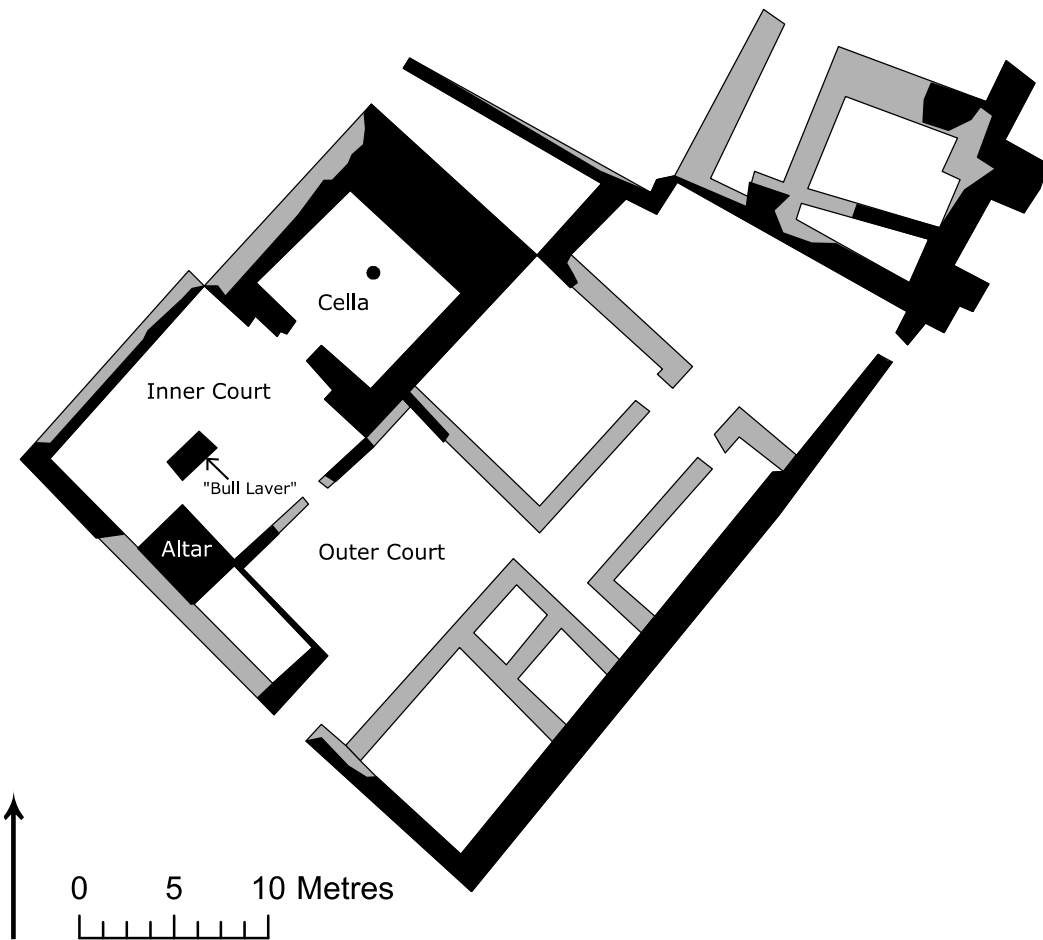 Cella
Inner Court
"Bull Laver"
Altar
Outer Court
0 5 10 Metres